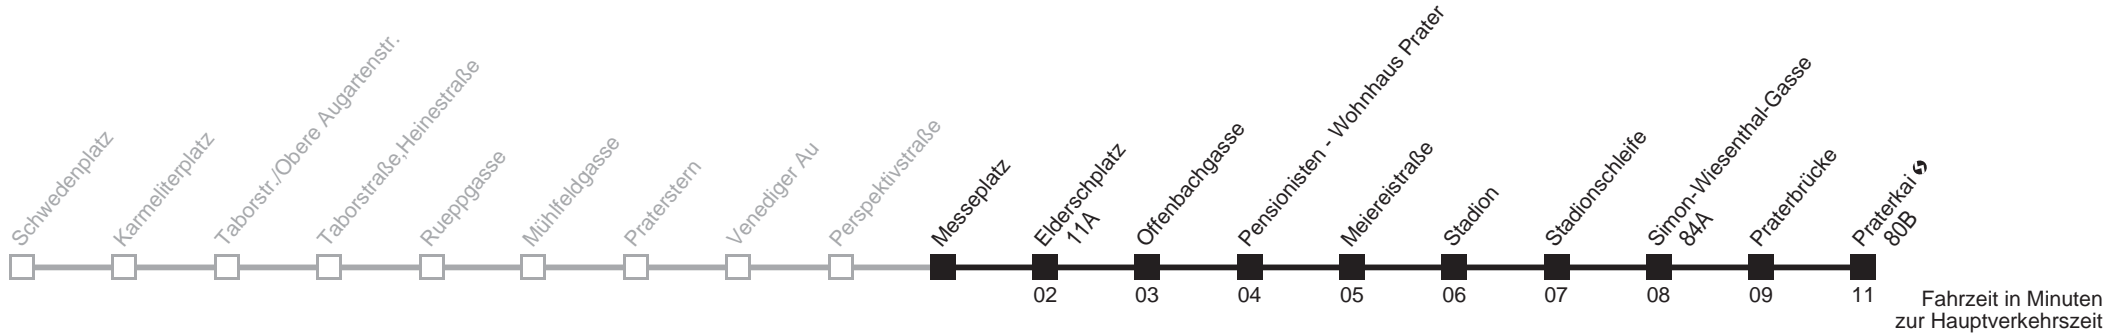 Schwedenplatz
Karmeliterplatz
Taborstr./Obere Augartenstr.
Taborstraße,Heinestraße
Rueppgasse
Mühlfeldgasse
Praterstern
Venediger Au
Perspektivstraße
Messeplatz
Elderschplatz
11A
Offenbachgasse
Pensionisten - Wohnhaus Prater
Meiereistraße
Stadion
Stadionschleife
Simon-Wiesenthal-Gasse
84A
Praterbrücke
Praterkai
80B
02 03 04 05 06 07 08 09 11
Fahrzeit in Minuten
zur Hauptverkehrszeit